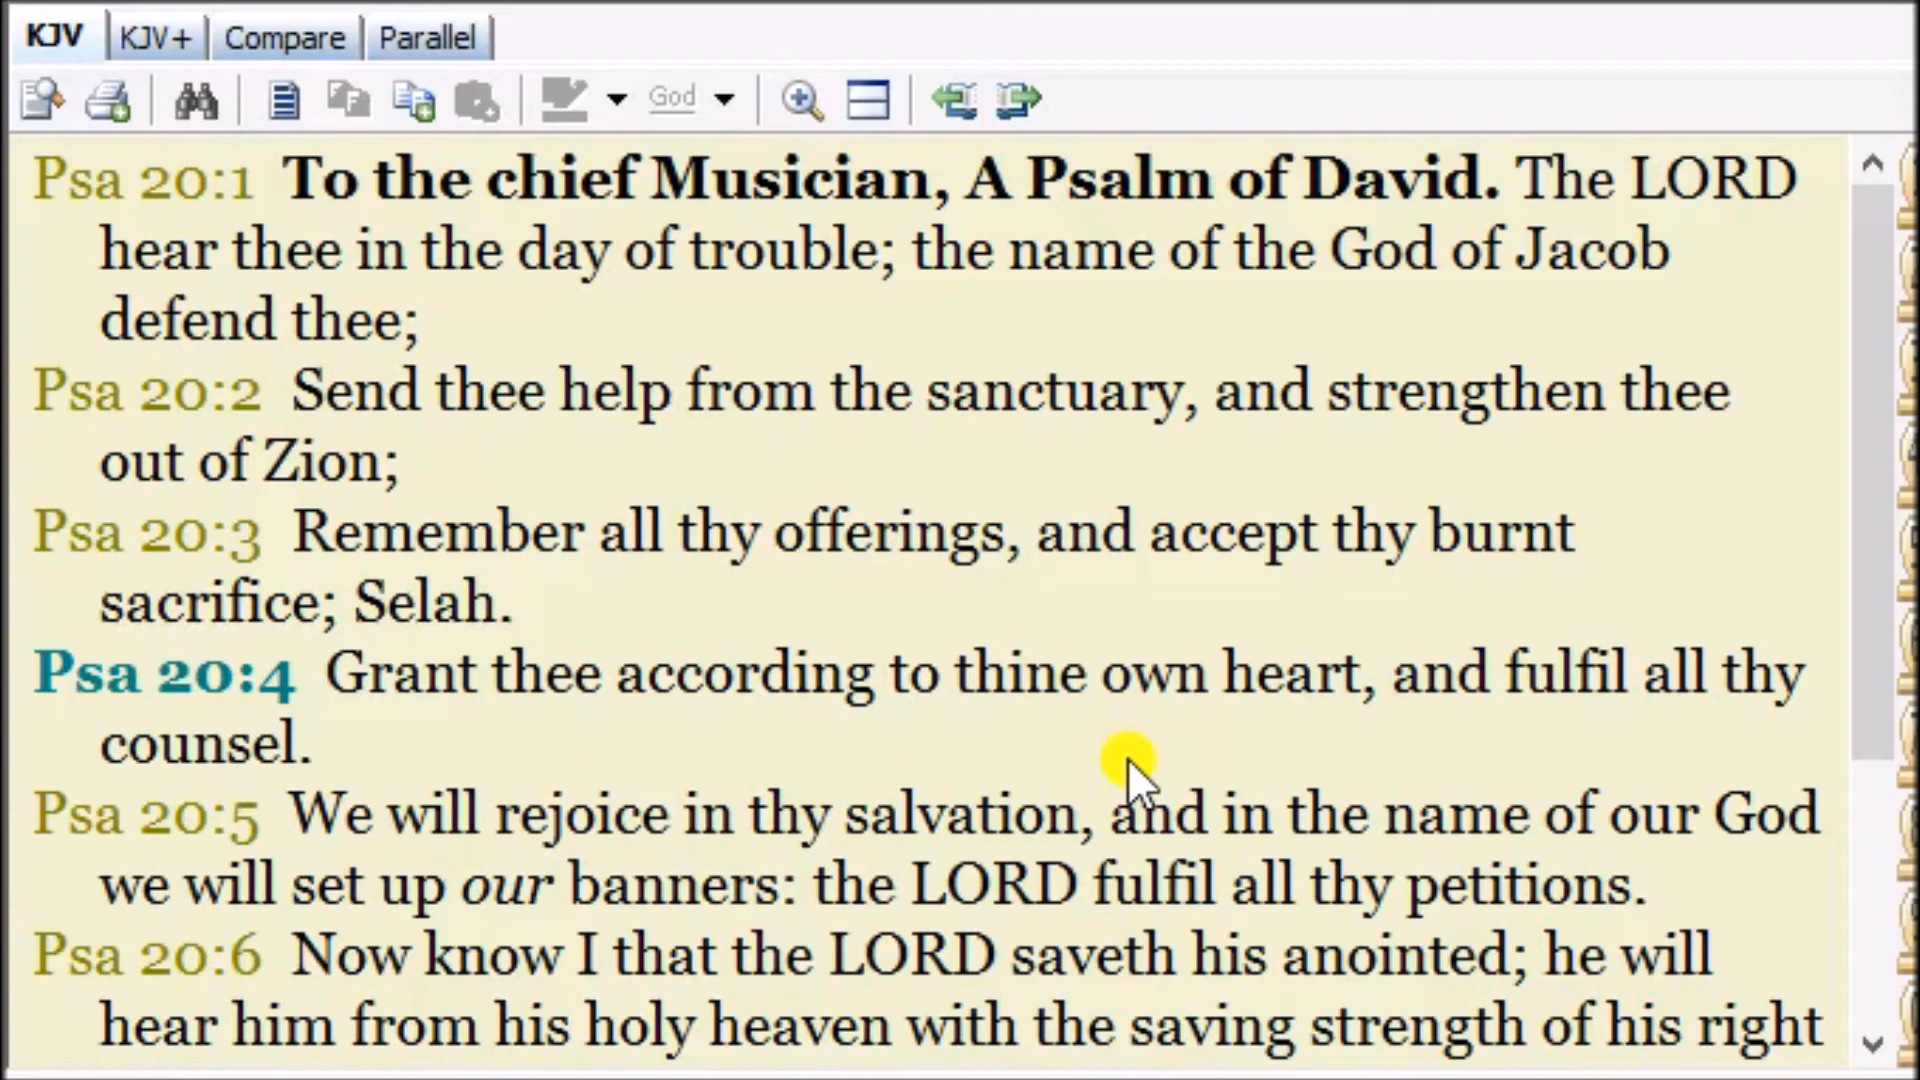 KJV KJV+ Compare Parallel
God
Psa 20:1 To the chief Musician, A Psalm of David. The LORD
hear thee in the day of trouble; the name of the God of Jacob
defend thee;
Psa 20:2 Send thee help from the sanctuary, and strengthen thee
out of Zion;
Psa 20:3 Remember all thy offerings, and accept thy burnt
sacrifice; Selah.
Psa 20:4 Grant thee according to thine own heart, and fulfil all thy
counsel.
Psa 20:5 We will rejoice in thy salvation, and in the name of our God
we will set up our banners: the LORD fulfil all thy petitions.
Psa 20:6 Now know I that the LORD saveth his anointed; he will
hear him from his holy heaven with the saving strength of his right